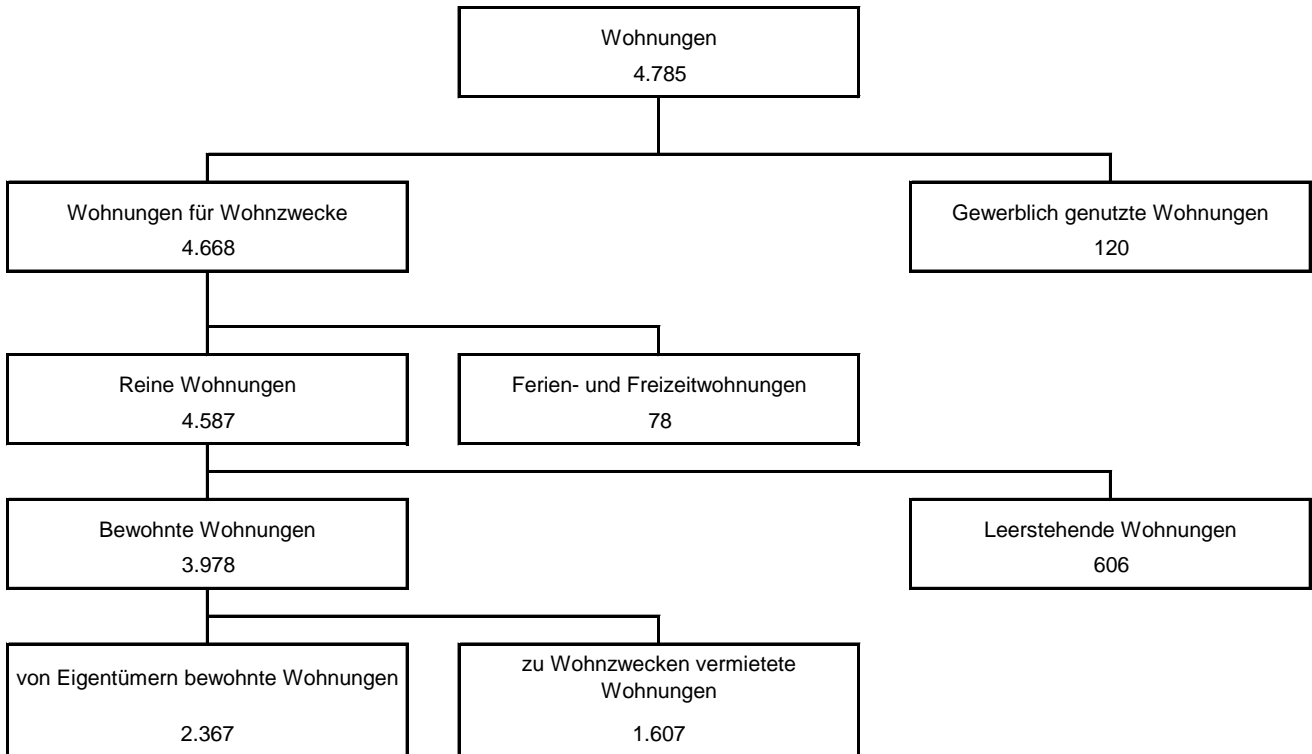 Wohnungen
4.785
Wohnungen für Wohnzwecke
4.668
Gewerblich genutzte Wohnungen
120
Reine Wohnungen
4.587
Ferien- und Freizeitwohnungen
78
Bewohnte Wohnungen
3.978
Leerstehende Wohnungen
606
von Eigentümern bewohnte Wohnungen
2.367
zu Wohnzwecken vermietete
Wohnungen
1.607